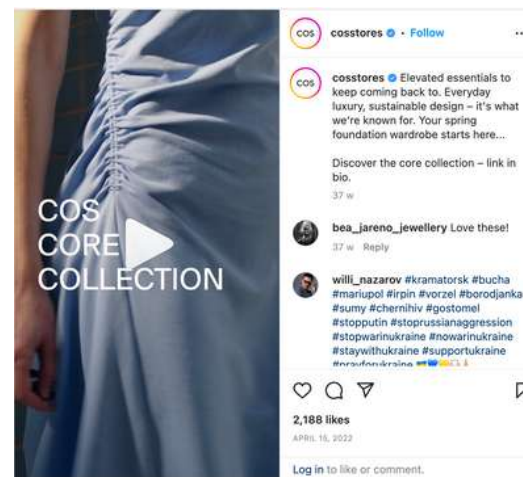 COS
CORE
COLLECTION
cos
cosstores • Follow
cos
cosstores Elevated essentials to
keep coming back to. Everyday
luxury, sustainable design – it's what
we're known for. Your spring
foundation wardrobe starts here...
Discover the core collection – link in
bio.
37 w
bea_jareno_jewellery Love these!
37 w Reply
willi_nazarov #kramatorsk #bucha
#mariupol #irpin #vorzel #borodjanka
#sumy #chernihiv #gostomel
#stopputin #stoprussianaggression
#stopwarinukraine #nowarinukraine
#staywithukraine #supportukraine
#prayforukraine
2,188 likes
APRIL 15, 2022
Log in to like or comment.